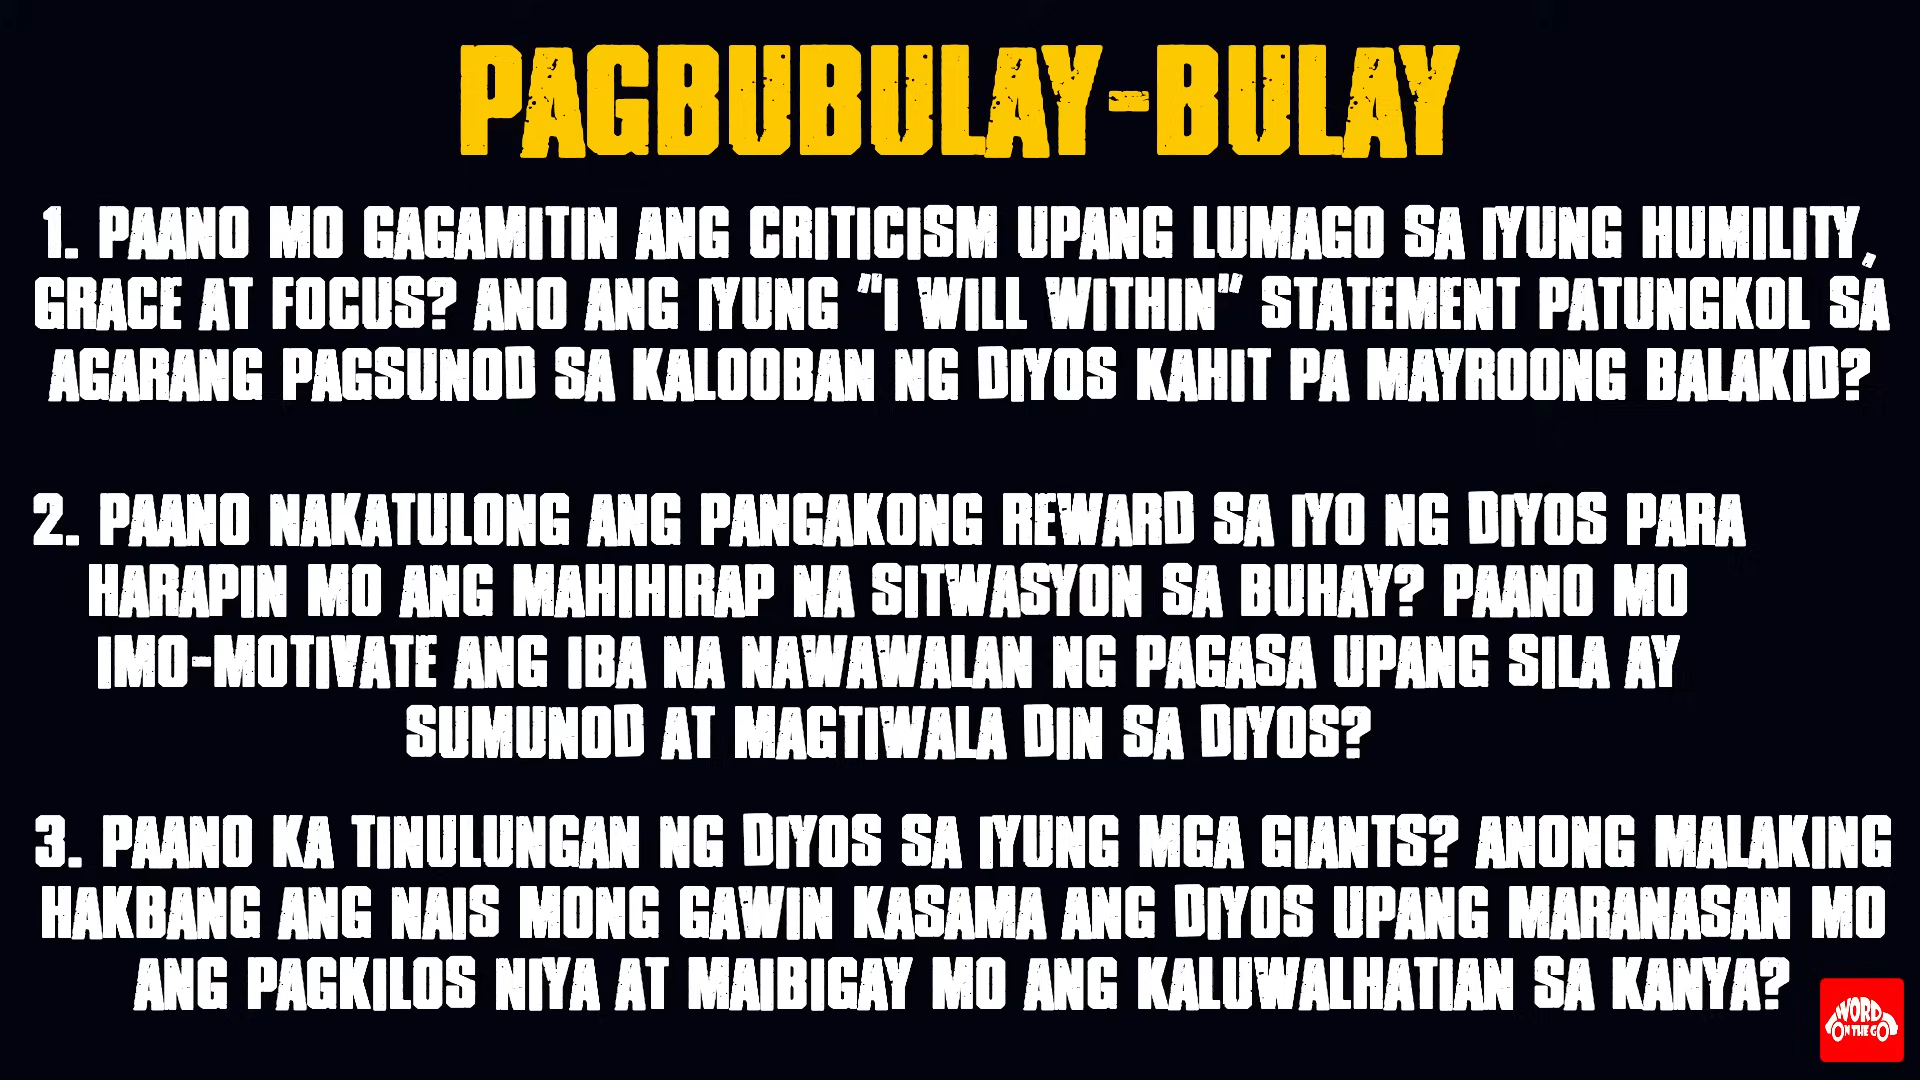 PAGBUBULAY-BULAY
1. PAANO MO GAGAMITIN ANG CRITICISM UPANG LUMAGO SA IYUNG HUMILITY,
GRACE AT FOCUS? ANO ANG IYUNG "I WILL WITHIN" STATEMENT PATUNGKOL SA
AGARANG PAGSUNOD SA KALOOBAN NG DIYOS KAHIT PA MAYROONG BALAKID?
2. PAANO NAKATULONG ANG PANGAKONG REWARD SA IYO NG DIYOS PARA
HARAPIN MO ANG MAHIHIRAP NA SITWASYON SA BUHAY? PAANO MO
IMO-MOTIVATE ANG IBA NA NAWAWALAN NG PAGASA UPANG SILA AY
SUMUNOD AT MAGTIWALA DIN SA DIYOS?
3. PAANO KA TINULUNGAN NG DIYOS SA IYUNG MGA GIANTS? ANONG MALAKING
HAKBANG ANG NAIS MONG GAWIN KASAMA ANG DIYOS UPANG MARANASAN MO
ANG PAGKILOS NIYA AT MAIBIGAY MO ANG KALUWALHATIAN SA KANYA?
WORD
ON THE GO